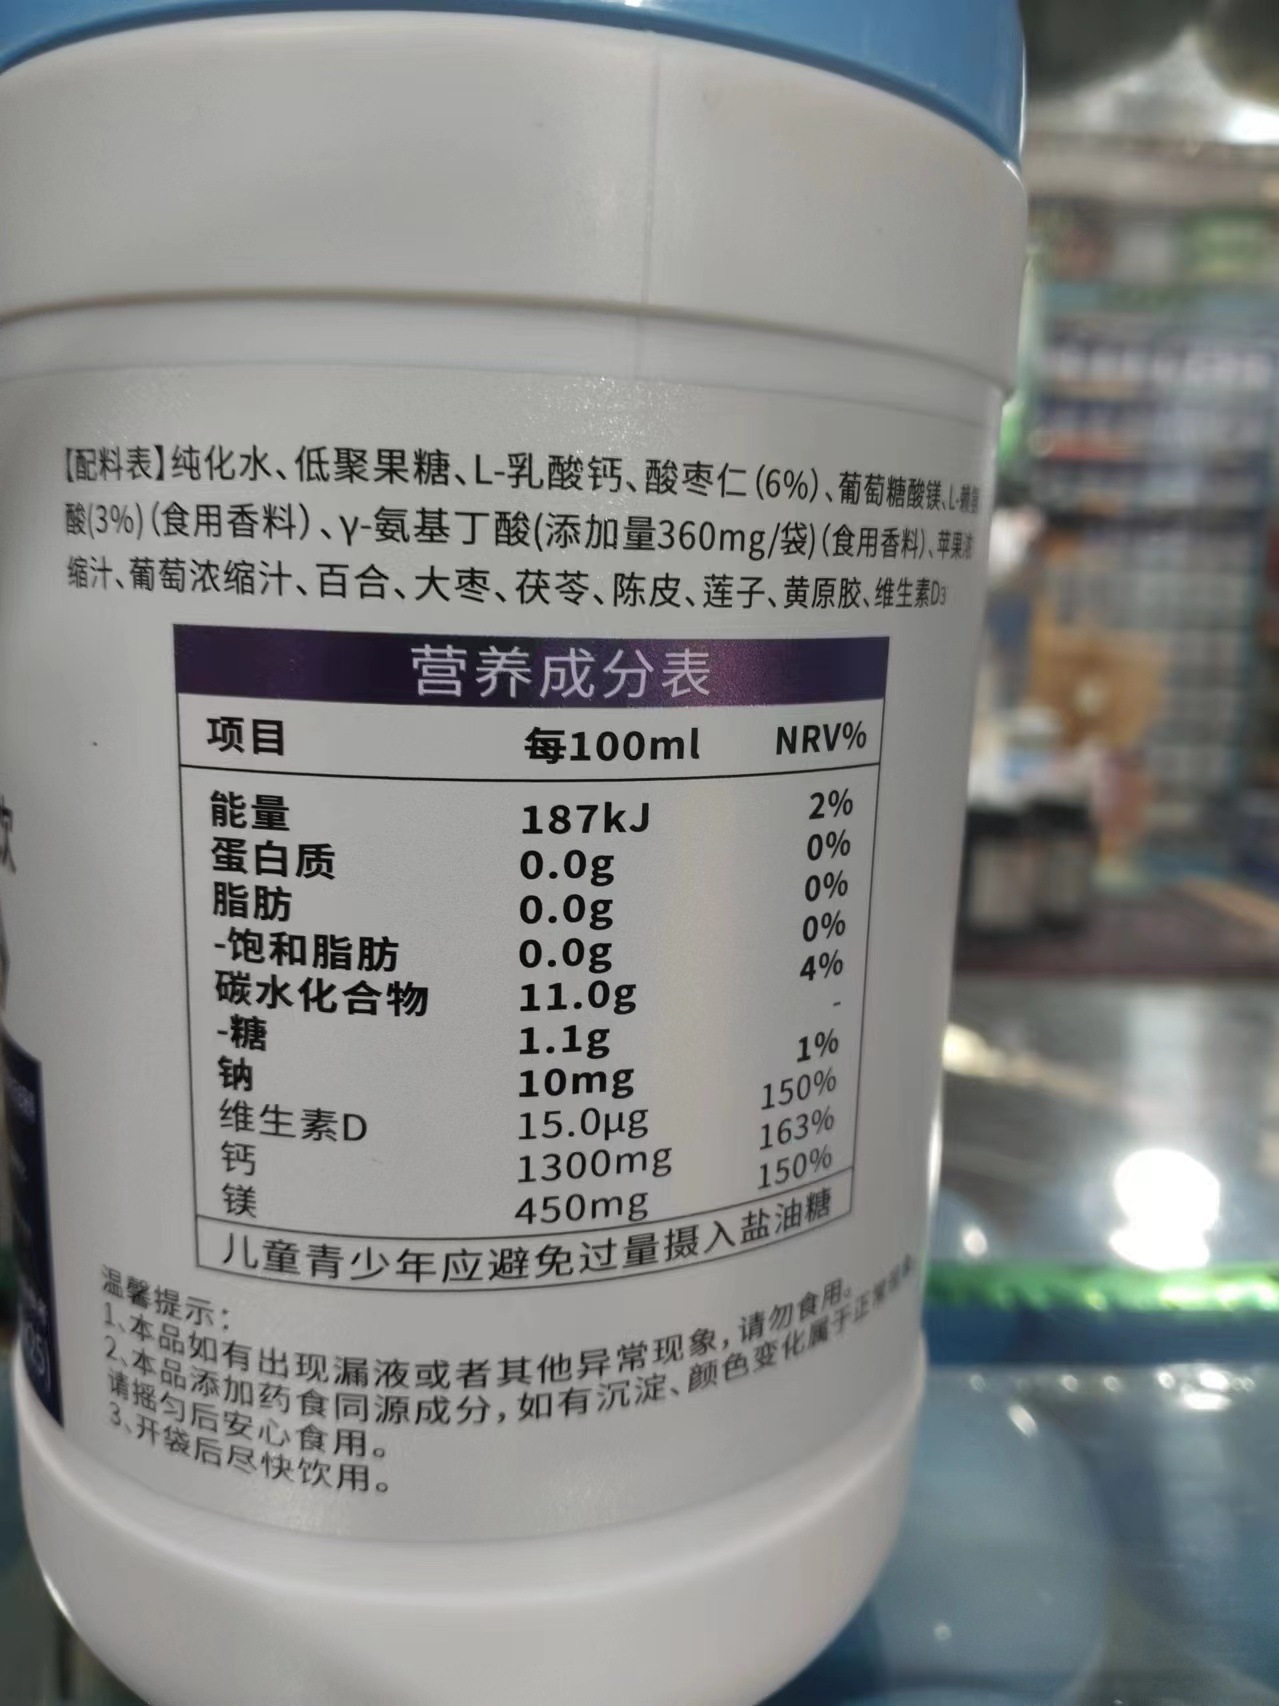 【配料表】纯化水、低聚果糖、L-乳酸钙、酸枣仁(6%)、葡萄糖酸镁、L-赖氨
酸(3%)(食用香料)、γ-氨基丁酸(添加量360mg/袋)(食用香料)、苹果浓
缩汁、葡萄浓缩汁、百合、大枣、茯苓、陈皮、莲子、黄原胶、维生素D3
营养成分表
项目 每100ml NRV%
能量 187kJ 2%
蛋白质 0.0g 0%
脂肪 0.0g 0%
-饱和脂肪 0.0g 0%
碳水化合物 11.0g 4%
-糖 1.1g -
钠 10mg 1%
维生素D 15.0μg 150%
钙 1300mg 163%
镁 450mg 150%
儿童青少年应避免过量摄入盐油糖
温馨提示：
1、本品如有出现漏液或者其他异常现象，请勿食用。
2、本品添加药食同源成分，如有沉淀、颜色变化属于正常现象，
请摇匀后安心食用。
3、开袋后尽快饮用。
饮